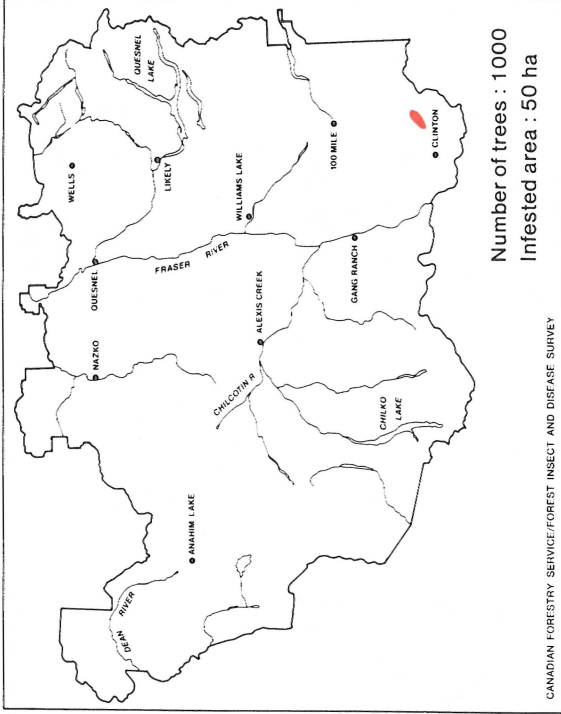 WELLS
QUESNEL
LAKE
NAZKO
QUESNEL
LIKELY
ANAHIM LAKE
DEAN
RIVER
FRASER
RIVER
WILLIAMS LAKE
ALEXIS CREEK
CHILCOTIN R
100 MILE
GANG RANCH
CHILKO
LAKE
CLINTON
Number of trees : 1000
Infested area : 50 ha
CANADIAN FORESTRY SERVICE/FOREST INSECT AND DISEASE SURVEY